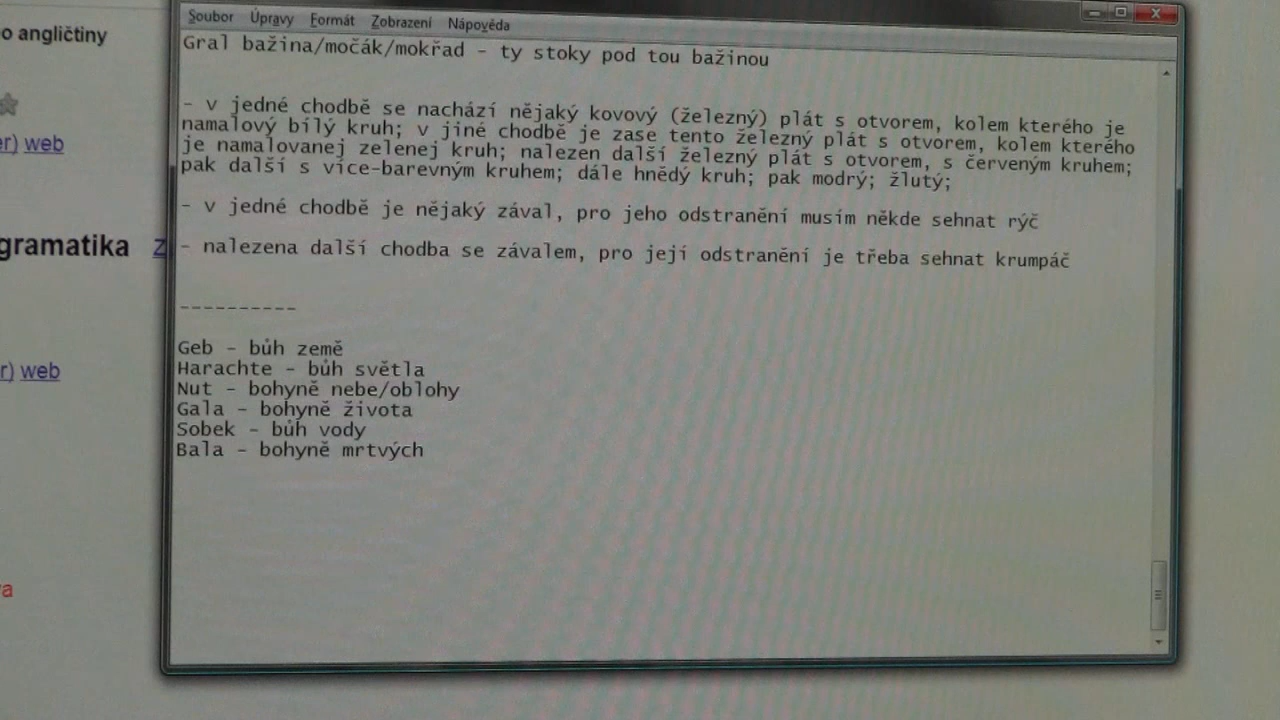 Soubor Úpravy Formát Zobrazení Nápověda
o angličtiny
Gral bažina/močák/mokřad - ty stoky pod tou bažinou
- v jedné chodbě se nachází nějaký kovový (železný) plát s otvorem, kolem kterého je
namalový bílý kruh; v jiné chodbě je zase tento železný plát s otvorem, kolem kterého
je namalovanej zelenej kruh; nalezen další železný plát s otvorem, s červeným kruhem;
pak další s více-barevným kruhem; dále hnědý kruh; pak modrý; žlutý;
er) web
- v jedné chodbě je nějaký zával, pro jeho odstranění musím někde sehnat rýč
gramatika z
- nalezena další chodba se závalem, pro její odstranění je třeba sehnat krumpáč
----------
Geb - bůh země
Harachte - bůh světla
r) web
Nut - bohyně nebe/oblohy
Gala - bohyně života
Sobek - bůh vody
Bala - bohyně mrtvých